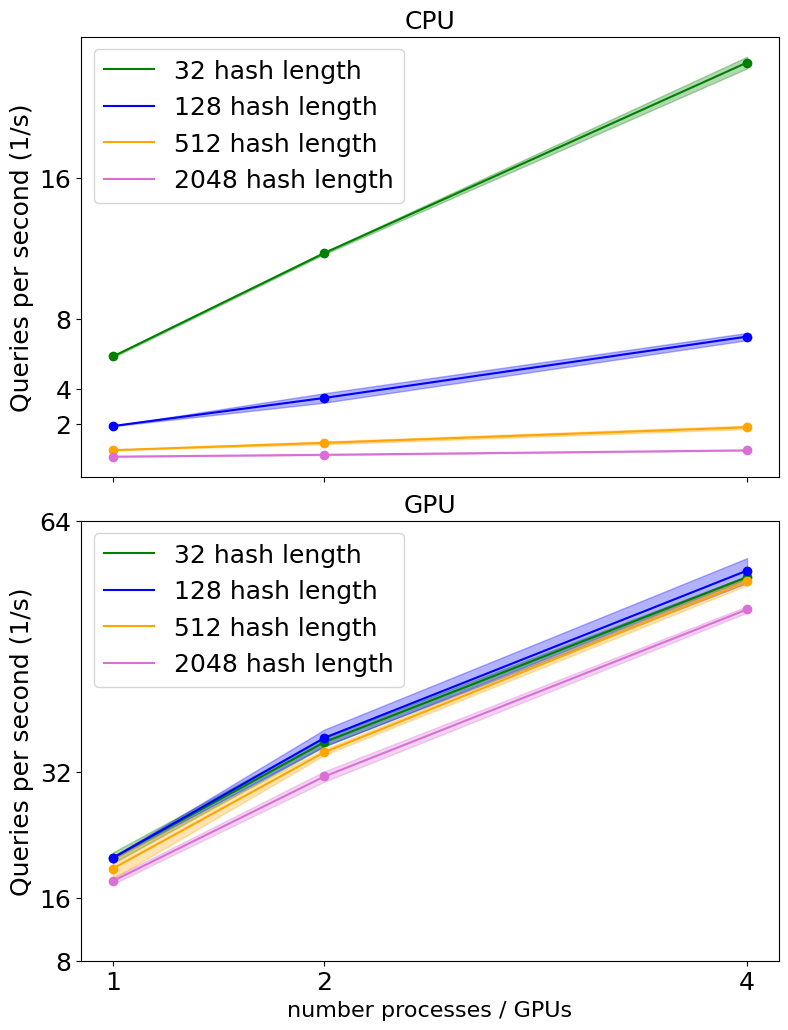 CPU
32 hash length
128 hash length
512 hash length
2048 hash length
Queries per second (1/s)
16
8
4
2
GPU
32 hash length
128 hash length
512 hash length
2048 hash length
Queries per second (1/s)
64
32
16
8
1 2 4
number processes / GPUs